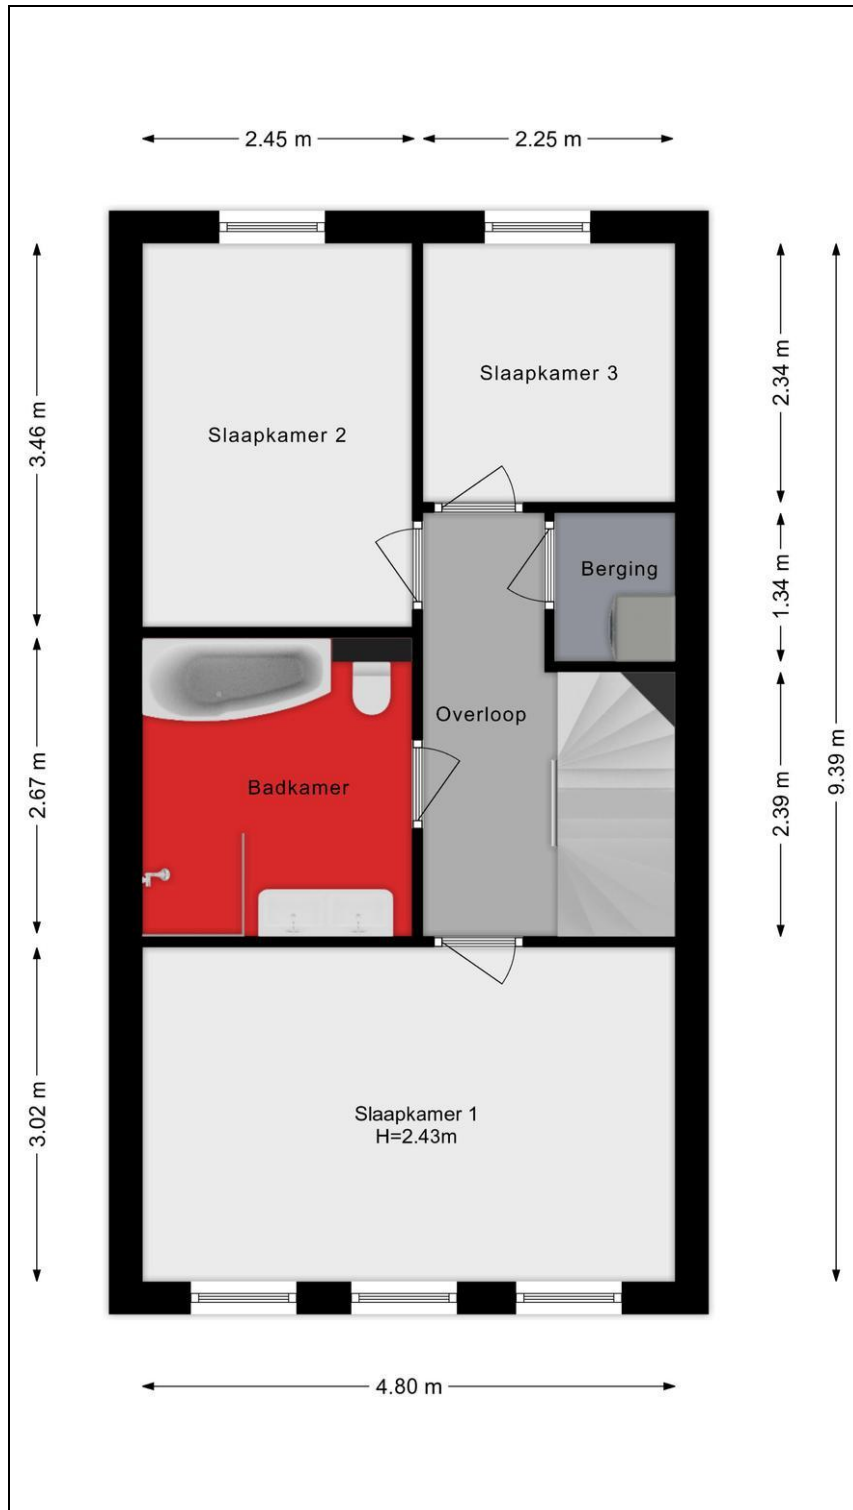 2.45 m
2.25 m
3.46 m
2.34 m
Slaapkamer 3
Slaapkamer 2
Berging
1.34 m
Overloop
2.67 m
Badkamer
2.39 m
9.39 m
3.02 m
Slaapkamer 1
H=2.43m
4.80 m